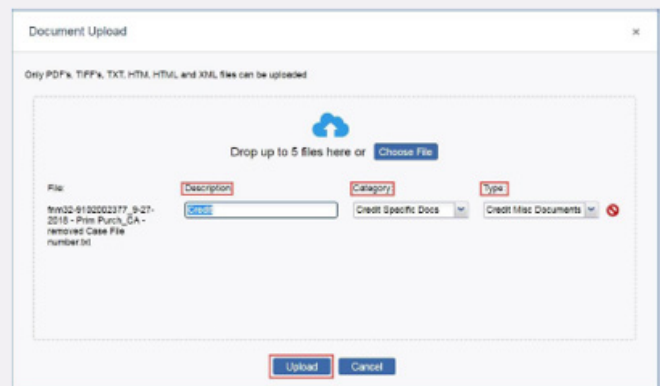 Document Upload
×
Only PDF's, TIFF's, TXT, HTM, HTML and XML files can be uploaded
Drop up to 5 files here or Choose File
File: Description Category Type
fnm32-9102002377_9-27-
2018 - Prim Purch_CA -
removed Case File
number.txt
Credit Credit Specific Docs Credit Misc Documents
Upload Cancel